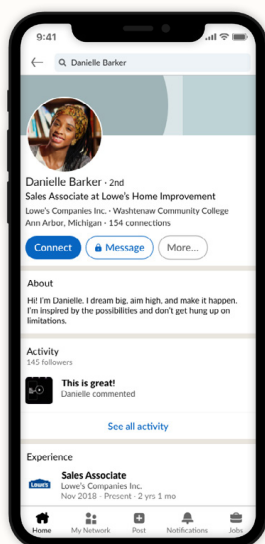 9:41
Danielle Barker
Danielle Barker · 2nd
Sales Associate at Lowe's Home Improvement
Lowe's Companies Inc. · Washtenaw Community College
Ann Arbor, Michigan · 154 connections
Connect
Message
More...
About
Hi! I'm Danielle. I dream big, aim high, and make it happen.
I'm inspired by the possibilities and don't get hung up on
limitations.
Activity
145 followers
This is great!
Danielle commented
See all activity
Experience
Lowe's
Sales Associate
Lowe's Companies Inc.
Nov 2018 - Present · 2 yrs 1 mo
Home
My Network
Post
Notifications
Jobs